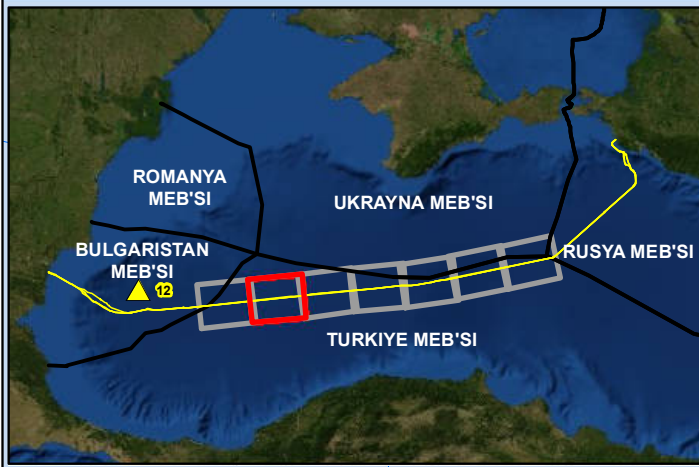 ROMANYA
MEB'SI
UKRAYNA MEB'SI
BULGARISTAN
MEB'SI
RUSYA MEB'SI
12
TURKIYE MEB'SI